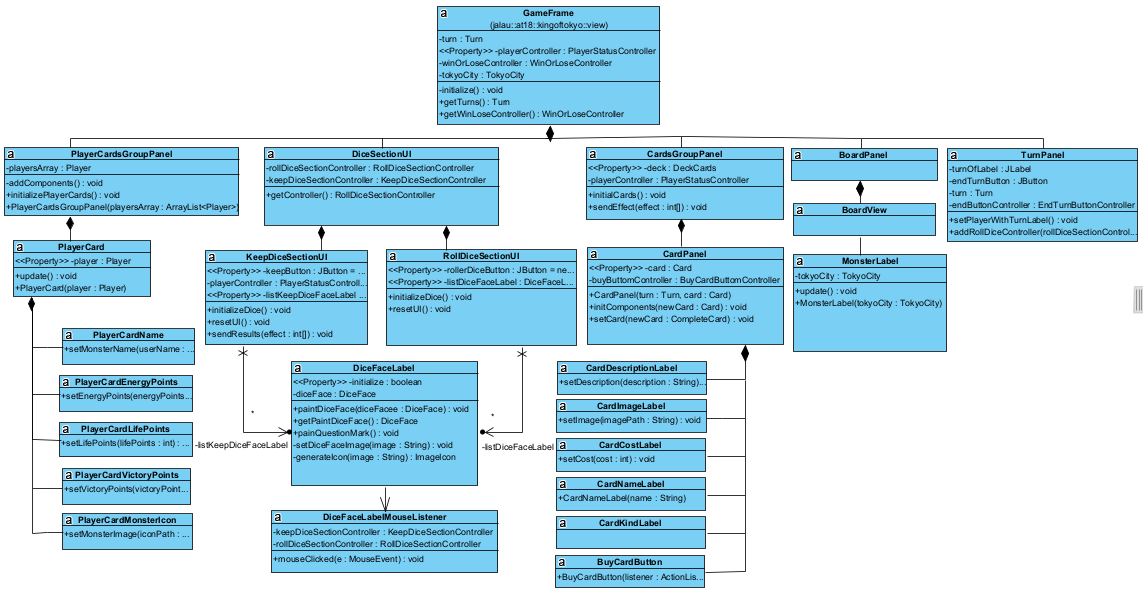 a GameFrame
(jalau::at18::kingoftokyo::view)
-turn : Turn
<<Property>> -playerController : PlayerStatusController
-winOrLoseController : WinOrLoseController
-tokyoCity : TokyoCity
-initialize() : void
+getTurns() : Turn
+getWinLoseController() : WinOrLoseController
a PlayerCardsGroupPanel
-playersArray : Player
-addComponents() : void
+initializePlayerCards() : void
+PlayerCardsGroupPanel(playersArray : ArrayList<Player>)
a DiceSectionUI
-rollDiceSectionController : RollDiceSectionController
-keepDiceSectionController : KeepDiceSectionController
+getController() : RollDiceSectionController
a CardsGroupPanel
<<Property>> -deck : DeckCards
-playerController : PlayerStatusController
+initialCards() : void
+sendEffect(effect : int[]) : void
a BoardPanel
a TurnPanel
-turnOfLabel : JLabel
-endTurnButton : JButton
-turn : Turn
-endButtonController : EndTurnButtonController
+setPlayerWithTurnLabel() : void
+addRollDiceController(rollDiceSectionControl...
a BoardView
a PlayerCard
<<Property>> -player : Player
+update() : void
+PlayerCard(player : Player)
a KeepDiceSectionUI
<<Property>> -keepButton : JButton = ...
-playerController : PlayerStatusControll...
<<Property>> -listKeepDiceFaceLabel ...
+initializeDice() : void
+resetUI() : void
+sendResults(effect : int[]) : void
a RollDiceSectionUI
<<Property>> -rollerDiceButton : JButton = ne...
<<Property>> -listDiceFaceLabel : DiceFaceL...
+initializeDice() : void
+resetUI() : void
a CardPanel
<<Property>> -card : Card
-buyButtomController : BuyCardButtomController
+CardPanel(turn : Turn, card : Card)
+initComponents(newCard : Card) : void
+setCard(newCard : CompleteCard) : void
a MonsterLabel
-tokyoCity : TokyoCity
+update() : void
+MonsterLabel(tokyoCity : TokyoCity)
a PlayerCardName
+setMonsterName(userName : ...
a PlayerCardEnergyPoints
+setEnergyPoints(energyPoints...
a PlayerCardLifePoints
+setLifePoints(lifePoints : int) : ...
a PlayerCardVictoryPoints
+setVictoryPoints(victoryPoint...
a PlayerCardMonsterIcon
+setMonsterImage(iconPath : ...
a DiceFaceLabel
<<Property>> -initialize : boolean
-diceFace : DiceFace
+paintDiceFace(diceFacee : DiceFace) : void
+getPaintDiceFace() : DiceFace
+painQuestionMark() : void
-setDiceFaceImage(image : String) : void
-generateIcon(image : String) : ImageIcon
*
-listKeepDiceFaceLabel
*
-listDiceFaceLabel
a DiceFaceLabelMouseListener
-keepDiceSectionController : KeepDiceSectionController
-rollDiceSectionController : RollDiceSectionController
+mouseClicked(e : MouseEvent) : void
a CardDescriptionLabel
+setDescription(description : String)...
a CardImageLabel
+setImage(imagePath : String) : void
a CardCostLabel
+setCost(cost : int) : void
a CardNameLabel
+CardNameLabel(name : String)
a CardKindLabel
a BuyCardButton
+BuyCardButton(listener : ActionLis...